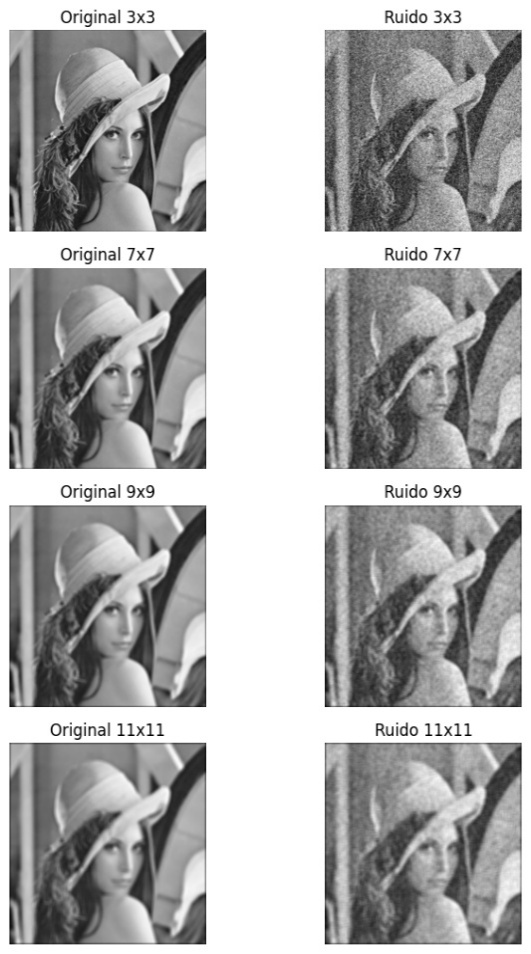 Original 3x3
Ruido 3x3
Original 7x7
Ruido 7x7
Original 9x9
Ruido 9x9
Original 11x11
Ruido 11x11